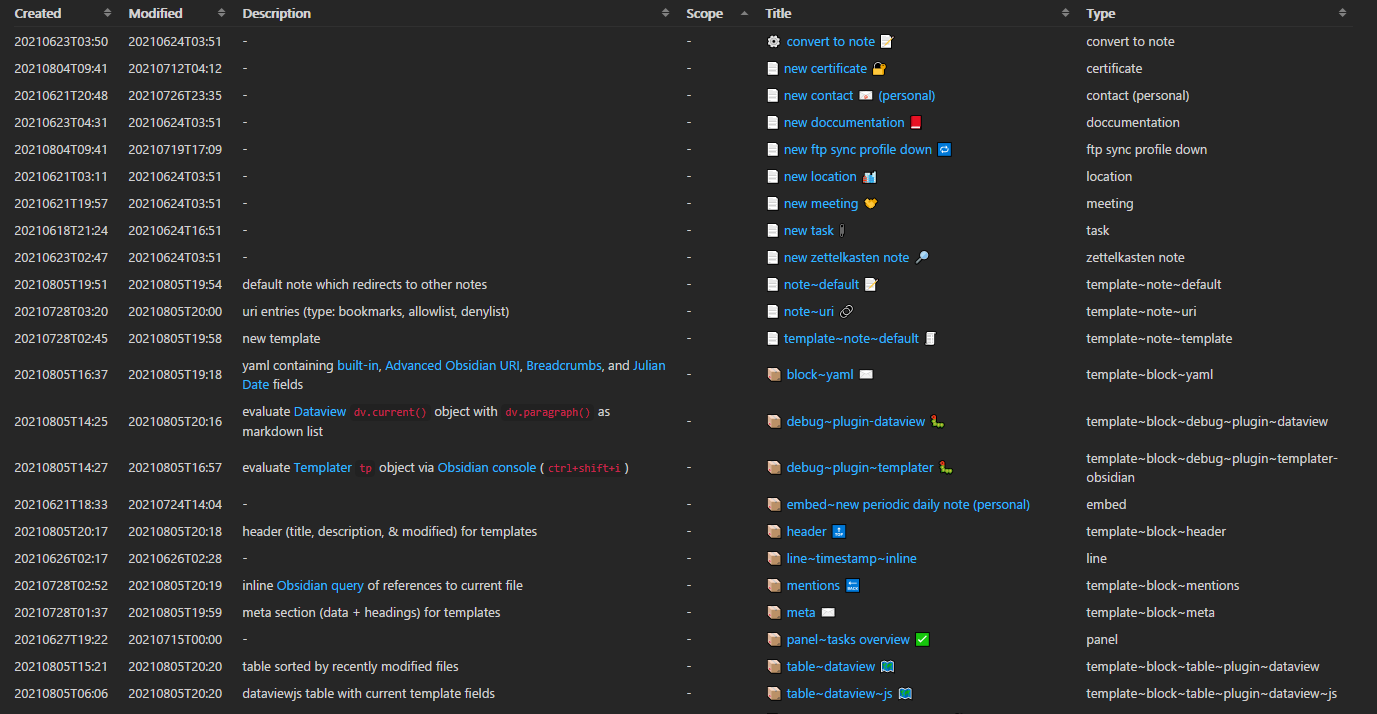 Created Modified Description Scope Title Type
20210623T03:50 20210624T03:51 - - convert to note convert to note
20210804T09:41 20210712T04:12 - - new certificate certificate
20210621T20:48 20210726T23:35 - - new contact (personal) contact (personal)
20210623T04:31 20210624T03:51 - - new doccumentation doccumentation
20210804T09:41 20210719T17:09 - - new ftp sync profile down ftp sync profile down
20210621T03:11 20210624T03:51 - - new location location
20210621T19:57 20210624T03:51 - - new meeting meeting
20210618T21:24 20210624T16:51 - - new task task
20210623T02:47 20210624T03:51 - - new zettelkasten note zettelkasten note
20210805T19:51 20210805T19:54 default note which redirects to other notes - note~default template~note~default
20210728T03:20 20210805T20:00 uri entries (type: bookmarks, allowlist, denylist) - note~uri template~note~uri
20210728T02:45 20210805T19:58 new template - template~note~default template~note~template
yaml containing built-in, Advanced Obsidian URI, Breadcrumbs, and Julian
20210805T16:37 20210805T19:18 - block~yaml template~block~yaml
Date fields
evaluate Dataview dv.current() object with dv.paragraph() as
20210805T14:25 20210805T20:16 - debug~plugin-dataview template~block~debug~plugin~dataview
markdown list
20210805T14:27 20210805T16:57 evaluate Templater tp object via Obsidian console ( ctrl+shift+i ) - debug~plugin~templater template~block~debug~plugin~templater-
obsidian
20210621T18:33 20210724T14:04 - - embed~new periodic daily note (personal) embed
20210805T20:17 20210805T20:18 header (title, description, & modified) for templates - header template~block~header
20210626T02:17 20210626T02:28 - - line~timestamp~inline line
20210728T02:52 20210805T20:19 inline Obsidian query of references to current file - mentions template~block~mentions
20210728T01:37 20210805T19:59 meta section (data + headings) for templates - meta template~block~meta
20210627T19:22 20210715T00:00 - - panel~tasks overview panel
20210805T15:21 20210805T20:20 table sorted by recently modified files - table~dataview template~block~table~plugin~dataview
20210805T06:06 20210805T20:20 dataviewjs table with current template fields - table~dataview~js template~block~table~plugin~dataview~js